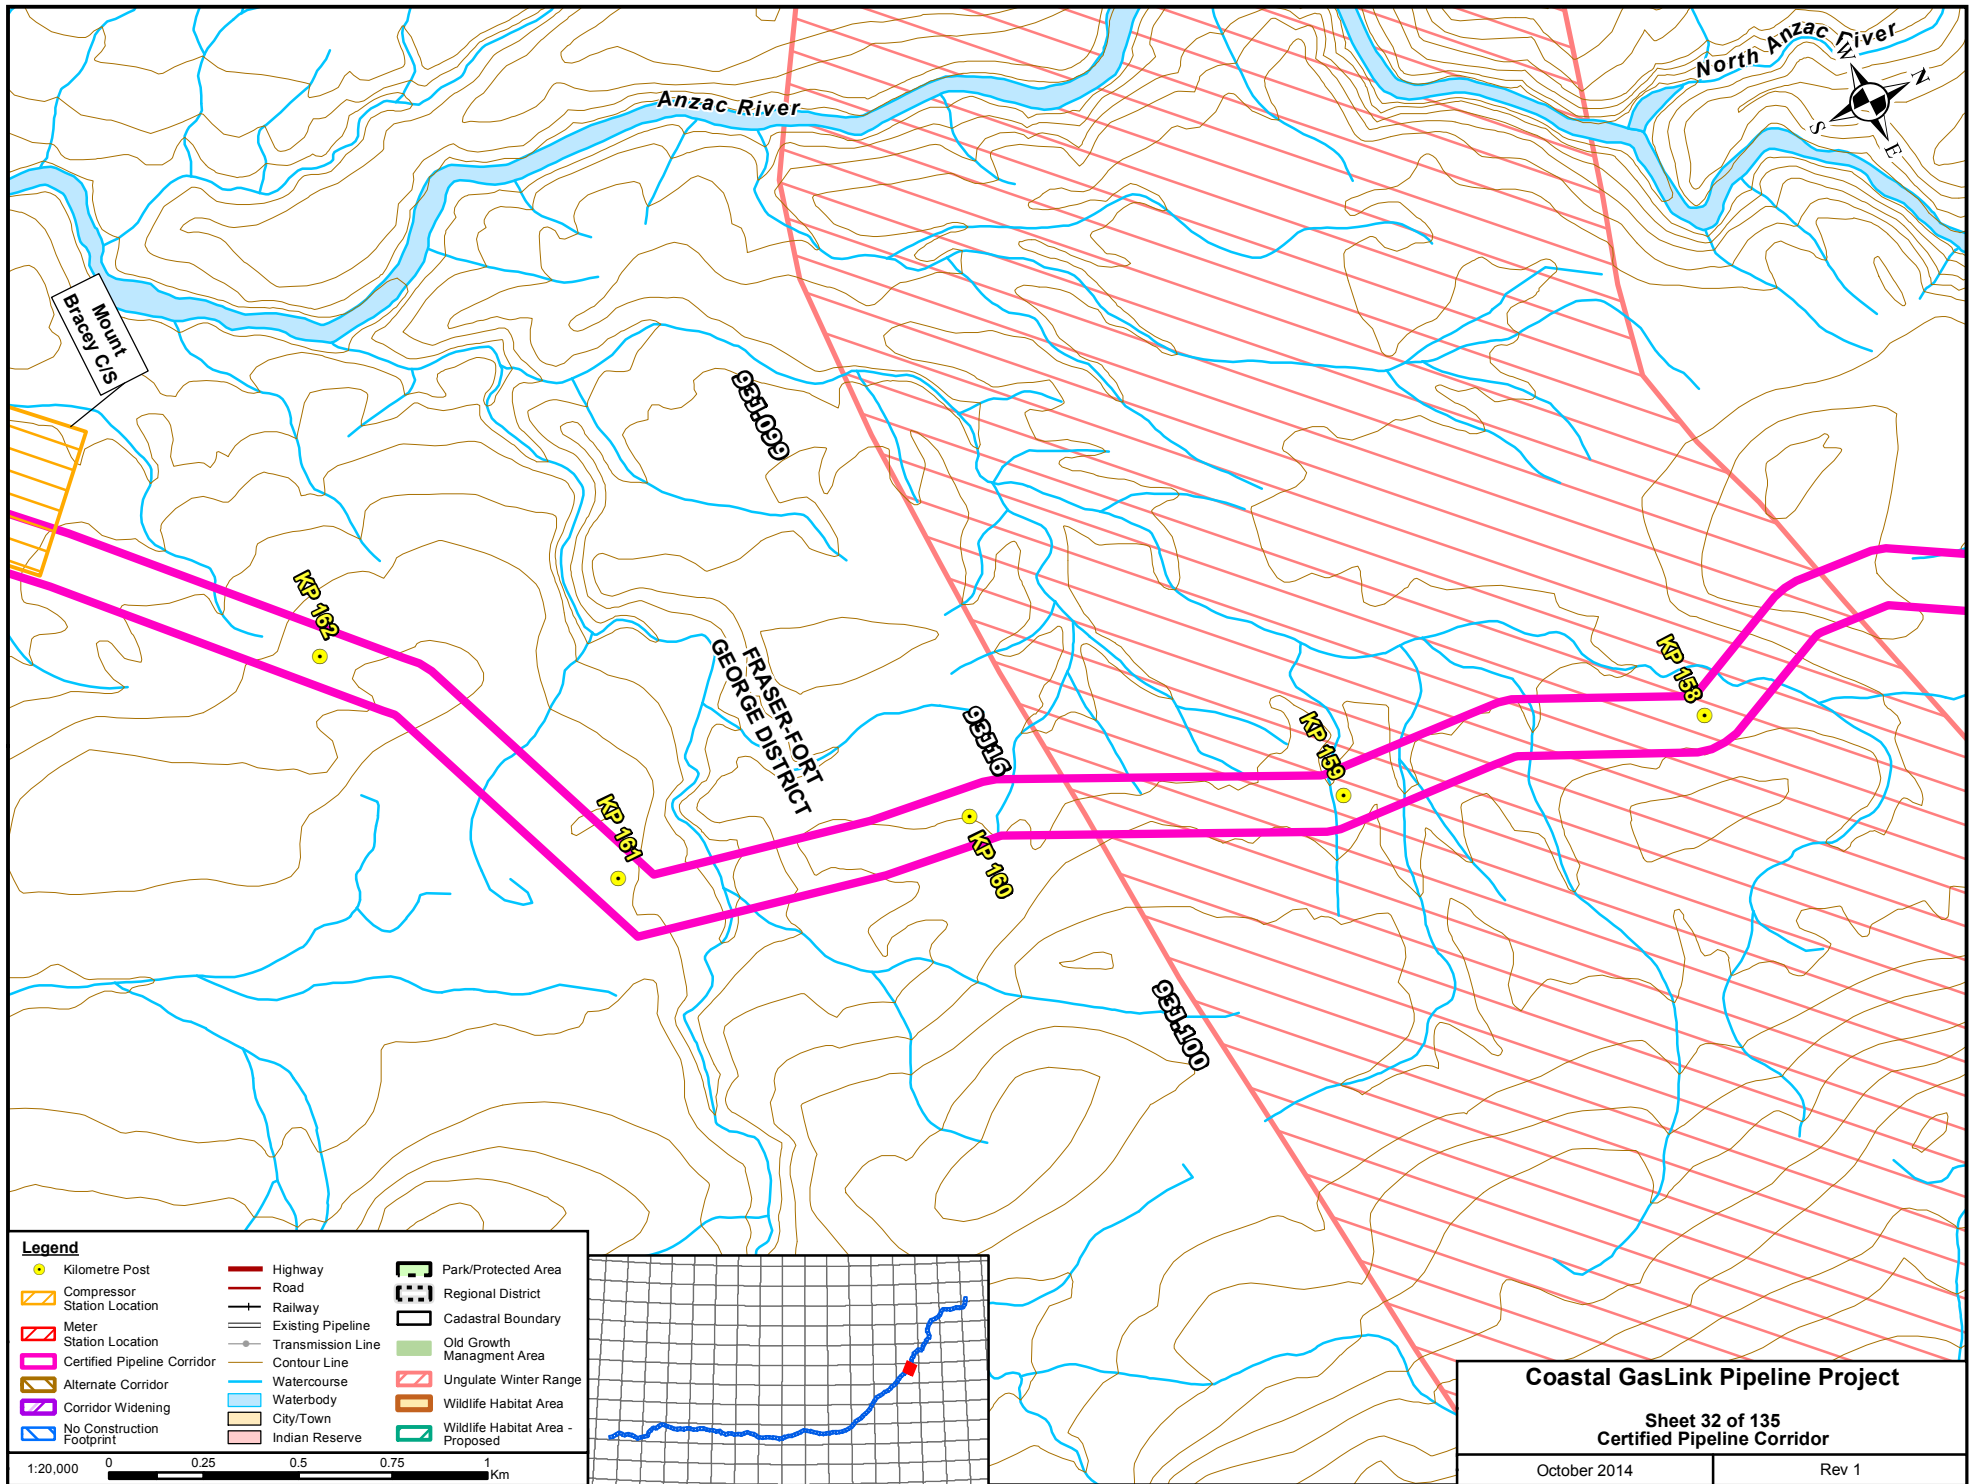 Anzac River
North Anzac River
W
N
S
E
Mount
Bracey C/S
93J.099
KP 162
FRASER-FORT
GEORGE DISTRICT
KP 161
93J16
KP 160
KP 159
KP 158
93J.100
Legend
Kilometre Post
Compressor
Station Location
Meter
Station Location
Certified Pipeline Corridor
Alternate Corridor
Corridor Widening
No Construction
Footprint
Highway
Road
Railway
Existing Pipeline
Transmission Line
Contour Line
Watercourse
Waterbody
City/Town
Indian Reserve
Park/Protected Area
Regional District
Cadastral Boundary
Old Growth
Managment Area
Ungulate Winter Range
Wildlife Habitat Area
Wildlife Habitat Area -
Proposed
1:20,000 0 0.25 0.5 0.75 1 Km
Coastal GasLink Pipeline Project
Sheet 32 of 135
Certified Pipeline Corridor
October 2014 Rev 1